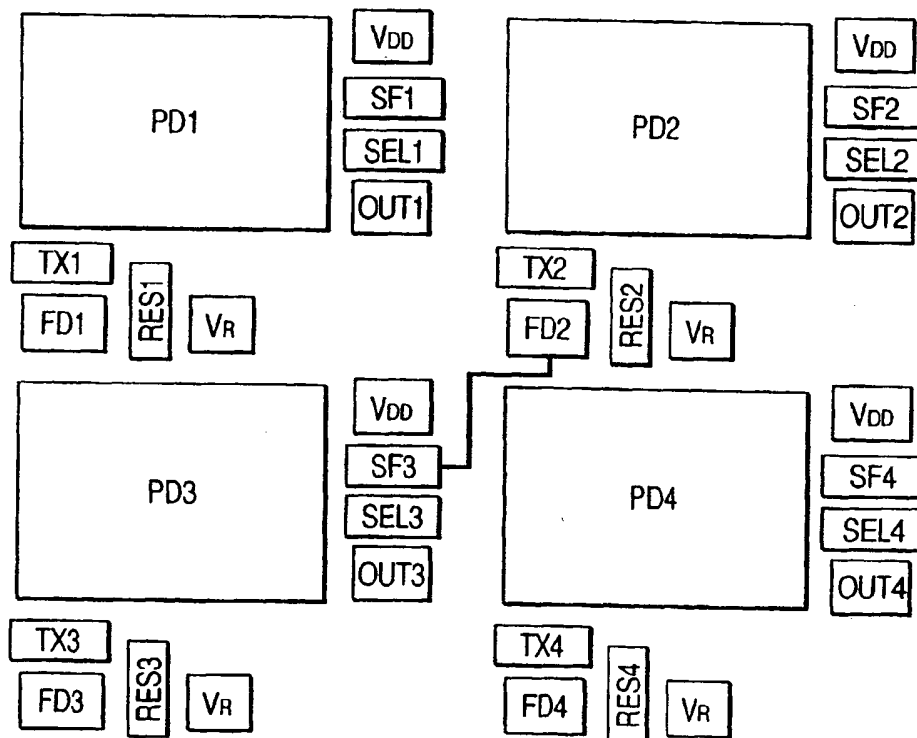 PD1
VDD
SF1
SEL1
OUT1
TX1
FD1
RES1
VR
PD2
VDD
SF2
SEL2
OUT2
TX2
FD2
RES2
VR
PD3
VDD
SF3
SEL3
OUT3
TX3
FD3
RES3
VR
PD4
VDD
SF4
SEL4
OUT4
TX4
FD4
RES4
VR